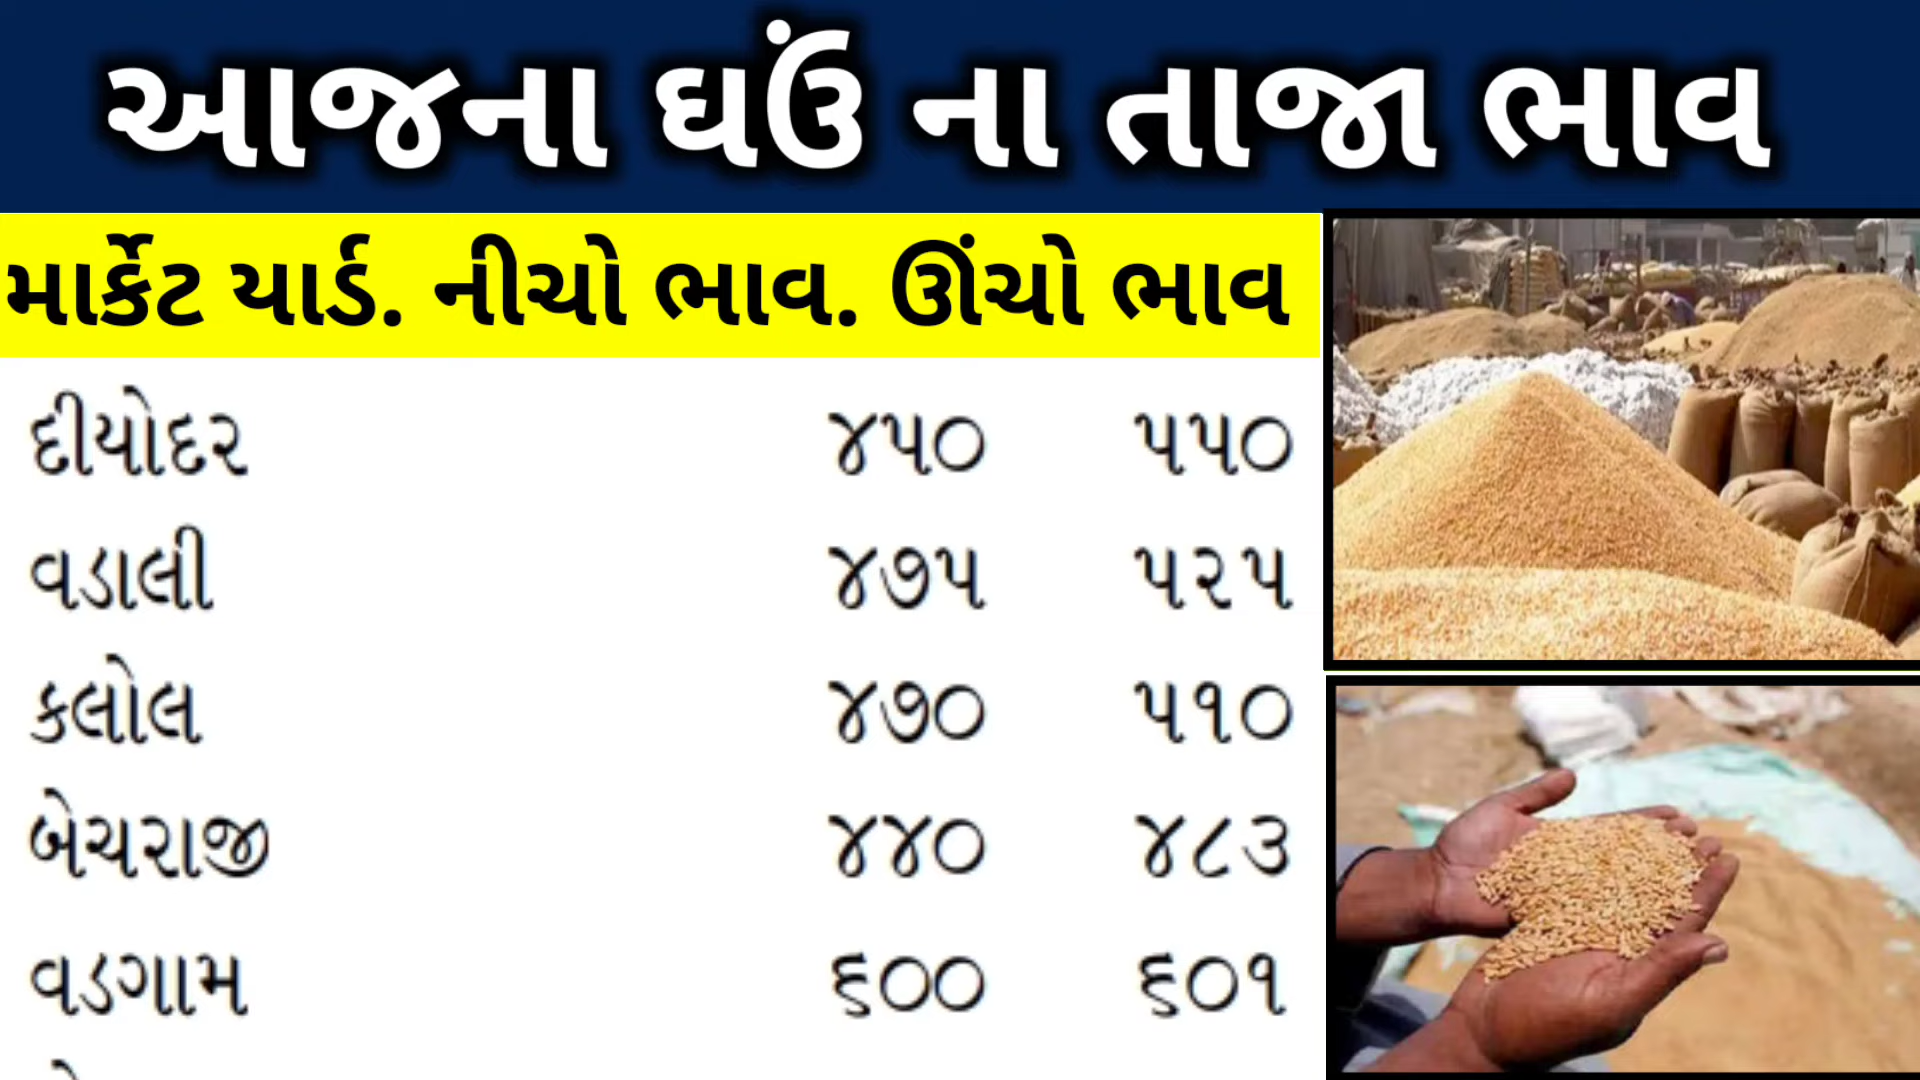 આજના ઘઉં ના તાજા ભાવ
માર્કેટ યાર્ડ. નીચો ભાવ. ઊંચો ભાવ
દીયોદર ૪૫૦ ૫૫૦
વડાલી ૪૭૫ ૫૨૫
કલોલ ૪૭૦ ૫૧૦
બેચરાજી ૪૪૦ ૪૮૩
વડગામ ૬૦૦ ૬૦૧